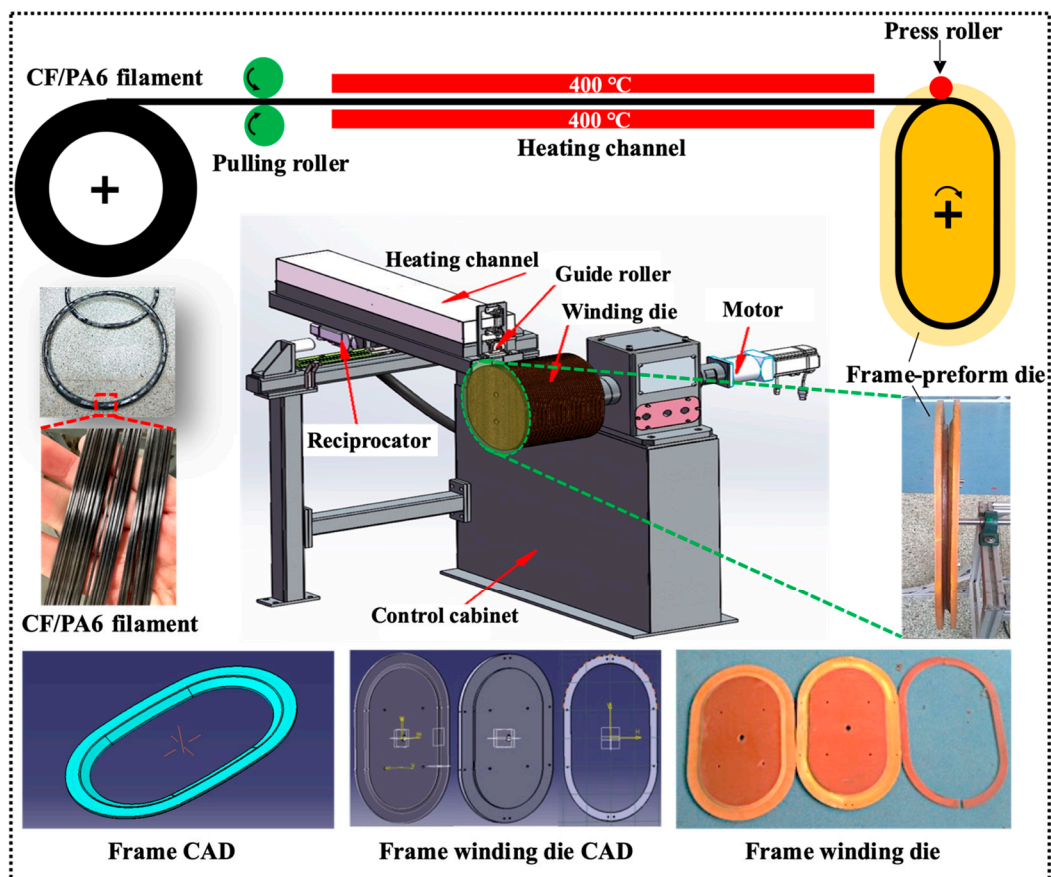 Press roller
CF/PA6 filament
400 °C
400 °C
Pulling roller
Heating channel
Heating channel
Guide roller
Winding die
Motor
Frame-preform die
Reciprocator
Control cabinet
CF/PA6 filament
Frame CAD
Frame winding die CAD
Frame winding die